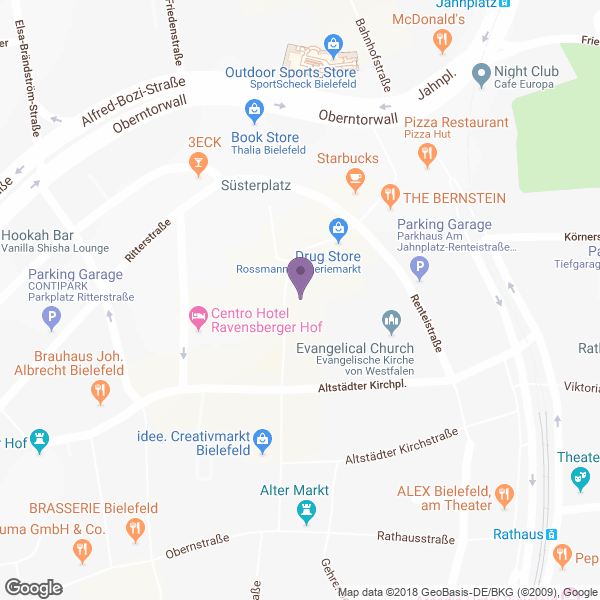 Jahnplatz
McDonald's
Friedenstraße
Elsa-Brändström-Straße
Bahnhofstraße
Frie
Outdoor Sports Store
SportScheck Bielefeld
Jahnpl.
Night Club
Cafe Europa
Alfred-Bozi-Straße
Oberntorwall
Oberntorwall
Book Store
Thalia Bielefeld
Pizza Restaurant
Pizza Hut
3ECK
Starbucks
Süsterplatz
THE BERNSTEIN
aße
Hookah Bar
Vanilla Shisha Lounge
Ritterstraße
Parking Garage
Parkhaus Am
Jahnplatz-Renteistraße…
Körners
Drug Store
Pa
Tiefgarag
Parking Garage
CONTIPARK
Parkplatz Ritterstraße
Renteistraße
Centro Hotel
Ravensberger Hof
Evangelical Church
Evangelische Kirche
von Westfalen
Rath
Brauhaus Joh.
Albrecht Bielefeld
Altstädter Kirchpl.
Viktoria
idee. Creativmarkt
Bielefeld
r Hof
Altstädter Kirchstraße
Theater
Alter Markt
ALEX Bielefeld,
am Theater
BRASSERIE Bielefeld
uma GmbH & Co.
Obernstraße
Rathausstraße
Rathaus
Pep
Gehre
Google
Map data ©2018 GeoBasis-DE/BKG (©2009), Google